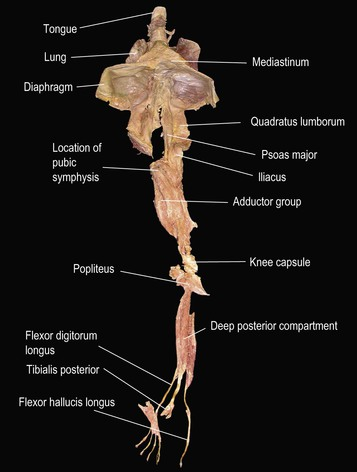 Tongue
Lung
Mediastinum
Diaphragm
Quadratus lumborum
Location of
pubic
symphysis
Psoas major
Iliacus
Adductor group
Knee capsule
Popliteus
Deep posterior compartment
Flexor digitorum
longus
Tibialis posterior
Flexor hallucis longus